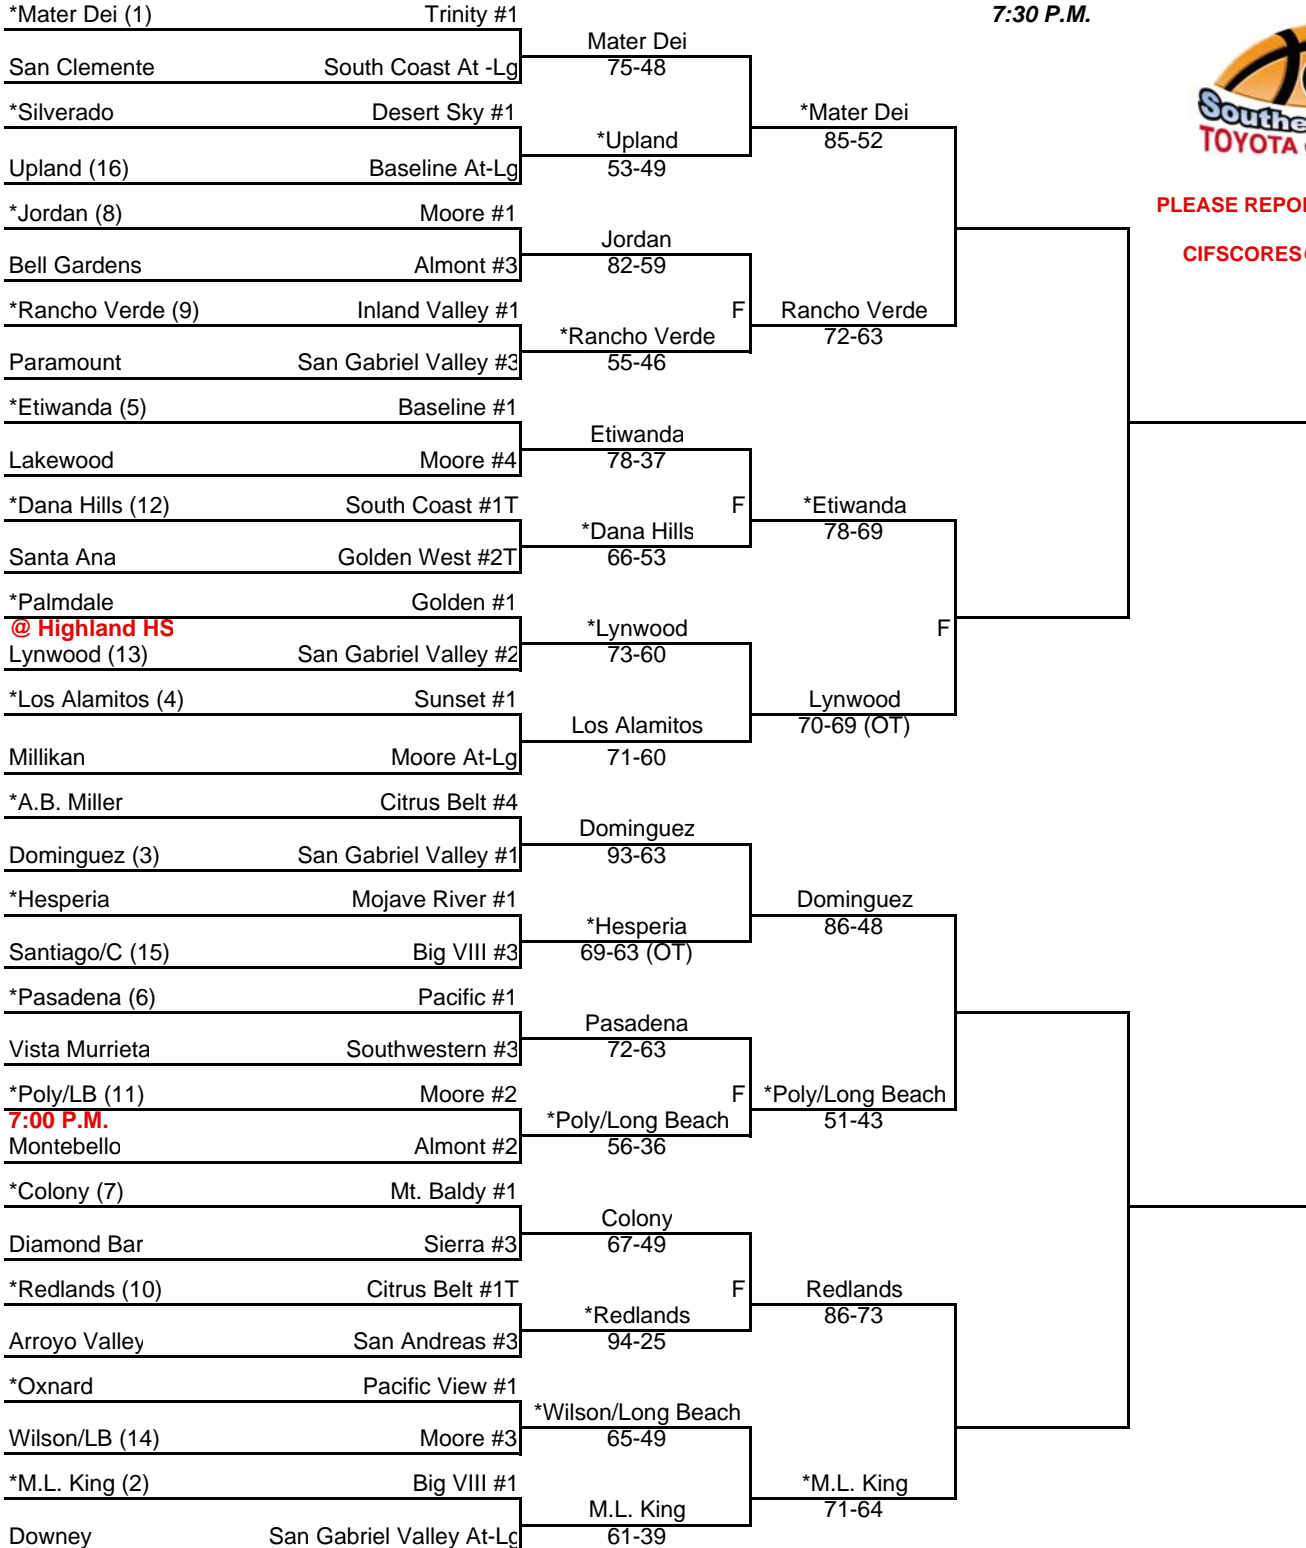 *Mater Dei (1) Trinity #1 7:30 P.M.
Mater Dei
San Clemente South Coast At -Lg 75-48
*Silverado Desert Sky #1 *Mater Dei
*Upland 85-52
Upland (16) Baseline At-Lg 53-49
TOYOTA
*Jordan (8) Moore #1
Jordan
Bell Gardens Almont #3 82-59
CIFSCORES
*Rancho Verde (9) Inland Valley #1 F Rancho Verde
*Rancho Verde 72-63
Paramount San Gabriel Valley #3 55-46
PLEASE
*Etiwanda (5) Baseline #1
Etiwanda
Lakewood Moore #4 78-37
*Dana Hills (12) South Coast #1T F *Etiwanda
*Dana Hills 78-69
Santa Ana Golden West #2T 66-53
*Palmdale Golden #1
@ Highland HS *Lynwood F
Lynwood (13) San Gabriel Valley #2 73-60
*Los Alamitos (4) Sunset #1 Lynwood
Los Alamitos 70-69 (OT)
Millikan Moore At-Lg 71-60
*A.B. Miller Citrus Belt #4
Dominguez
Dominguez (3) San Gabriel Valley #1 93-63
*Hesperia Mojave River #1 Dominguez
*Hesperia 86-48
Santiago/C (15) Big VIII #3 69-63 (OT)
*Pasadena (6) Pacific #1
Pasadena
Vista Murrieta Southwestern #3 72-63
*Poly/LB (11) Moore #2 F *Poly/Long Beach
7:00 P.M. *Poly/Long Beach 51-43
Montebello Almont #2 56-36
*Colony (7) Mt. Baldy #1
Colony
Diamond Bar Sierra #3 67-49
*Redlands (10) Citrus Belt #1T F Redlands
*Redlands 86-73
Arroyo Valley San Andreas #3 94-25
*Oxnard Pacific View #1
*Wilson/Long Beach
Wilson/LB (14) Moore #3 65-49
*M.L. King (2) Big VIII #1 *M.L. King
M.L. King 71-64
Downey San Gabriel Valley At-Lg 61-39